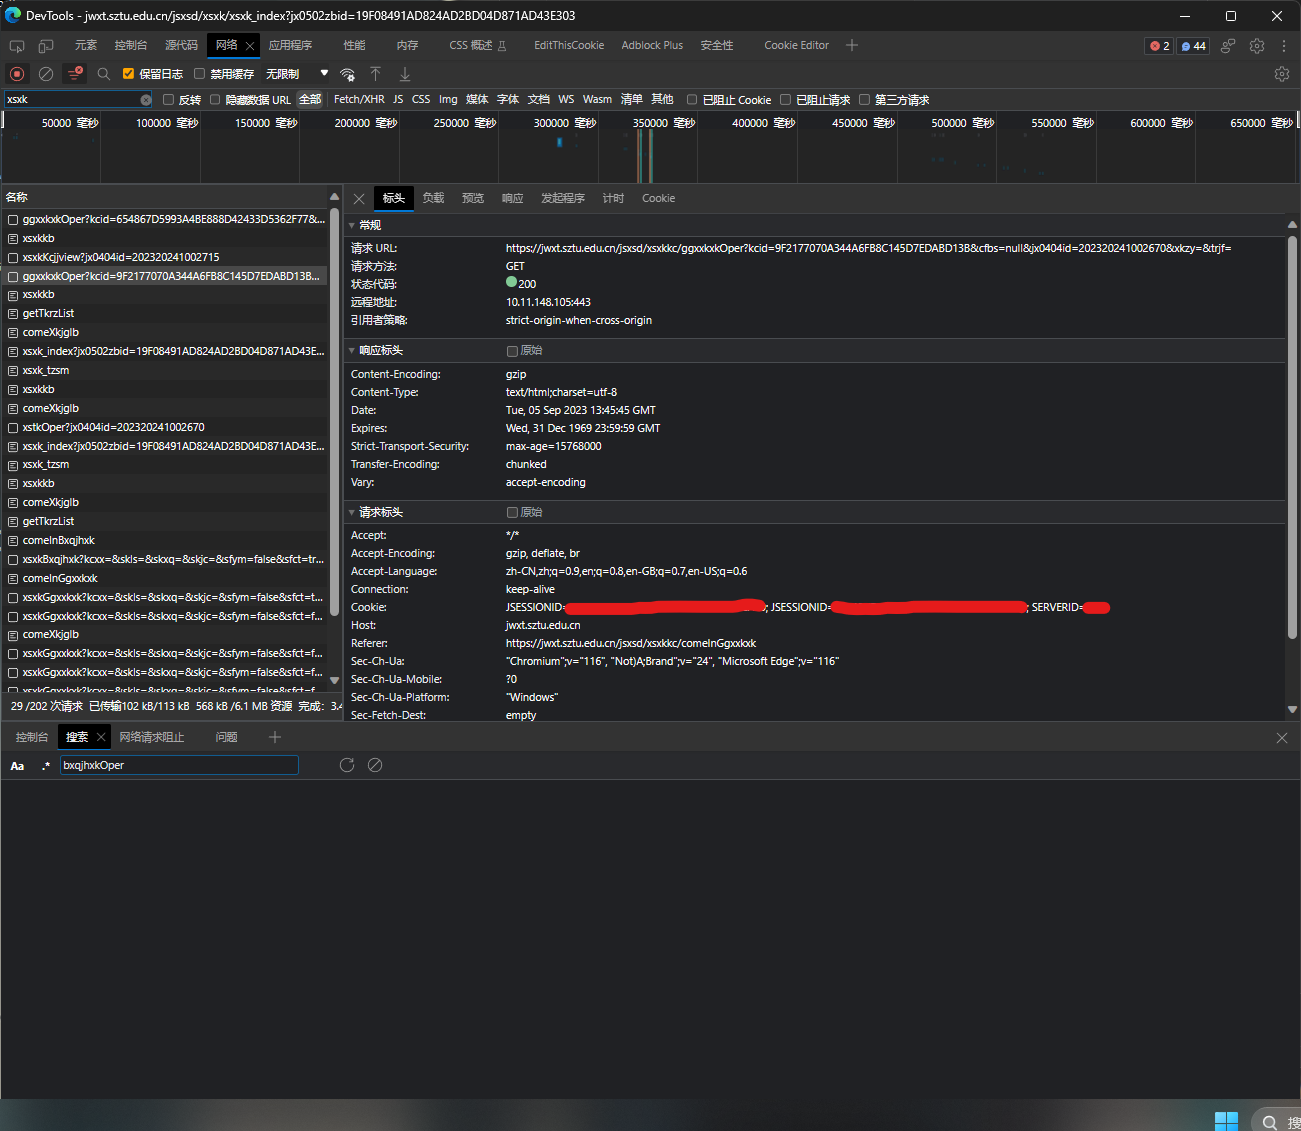 DevTools - jwxt.sztu.edu.cn/jsxsd/xsxk/xsxk_index?jx0502zbid=19F08491AD824AD2BD04D871AD43E303
元素 控制台 源代码 网络 应用程序 性能 内存 CSS 概述 EditThisCookie Adblock Plus 安全性 Cookie Editor 2 44
保留日志 禁用缓存 无限制
xsxk 反转 隐藏数据 URL 全部 Fetch/XHR JS CSS Img 媒体 字体 文档 WS Wasm 清单 其他 已阻止 Cookie 已阻止请求 第三方请求
50000 毫秒 100000 毫秒 150000 毫秒 200000 毫秒 250000 毫秒 300000 毫秒 350000 毫秒 400000 毫秒 450000 毫秒 500000 毫秒 550000 毫秒 600000 毫秒 650000 毫秒
名称
ggxxkxkOper?kcid=654867D5993A4BE888D42433D5362F77&...
xsxkkb
xsxkKcjjview?jx0404id=202320241002715
ggxxkxkOper?kcid=9F2177070A344A6FB8C145D7EDABD13B...
xsxkkb
getTkrzList
comeXkjglb
xsxk_index?jx0502zbid=19F08491AD824AD2BD04D871AD43E...
xsxk_tzsm
xsxkkb
comeXkjglb
xstkOper?jx0404id=202320241002670
xsxk_index?jx0502zbid=19F08491AD824AD2BD04D871AD43E...
xsxk_tzsm
xsxkkb
comeXkjglb
getTkrzList
comeInBxqjhxk
xsxkBxqjhxk?kcxx=&skls=&skxq=&skjc=&sfym=false&sfct=tr...
comeInGgxxkxk
xsxkGgxxkxk?kcxx=&skls=&skxq=&skjc=&sfym=false&sfct=t...
xsxkGgxxkxk?kcxx=&skls=&skxq=&skjc=&sfym=false&sfct=f...
comeXkjglb
xsxkGgxxkxk?kcxx=&skls=&skxq=&skjc=&sfym=false&sfct=f...
xsxkGgxxkxk?kcxx=&skls=&skxq=&skjc=&sfym=false&sfct=f...
xsxkGgxxkxk?kcxx=&skls=&skxq=&skjc=&sfym=false&sfct=f...
29 /202 次请求 已传输102 kB/113 kB 568 kB /6.1 MB 资源 完成: 3.4
标头 负载 预览 响应 发起程序 计时 Cookie
常规
请求 URL: https://jwxt.sztu.edu.cn/jsxsd/xsxkkc/ggxxkxkOper?kcid=9F2177070A344A6FB8C145D7EDABD13B&cfbs=null&jx0404id=202320241002670&xkzy=&trjf=
请求方法: GET
状态代码: 200
远程地址: 10.11.148.105:443
引用者策略: strict-origin-when-cross-origin
响应标头 原始
Content-Encoding: gzip
Content-Type: text/html;charset=utf-8
Date: Tue, 05 Sep 2023 13:45:45 GMT
Expires: Wed, 31 Dec 1969 23:59:59 GMT
Strict-Transport-Security: max-age=15768000
Transfer-Encoding: chunked
Vary: accept-encoding
请求标头 原始
Accept: */*
Accept-Encoding: gzip, deflate, br
Accept-Language: zh-CN,zh;q=0.9,en;q=0.8,en-GB;q=0.7,en-US;q=0.6
Connection: keep-alive
Cookie: JSESSIONID= ; JSESSIONID= ; SERVERID=
Host: jwxt.sztu.edu.cn
Referer: https://jwxt.sztu.edu.cn/jsxsd/xsxkkc/comeInGgxxkxk
Sec-Ch-Ua: "Chromium";v="116", "Not)A;Brand";v="24", "Microsoft Edge";v="116"
Sec-Ch-Ua-Mobile: ?0
Sec-Ch-Ua-Platform: "Windows"
Sec-Fetch-Dest: empty
控制台 搜索 网络请求阻止 问题
Aa .* bxqjhxkOper
搜